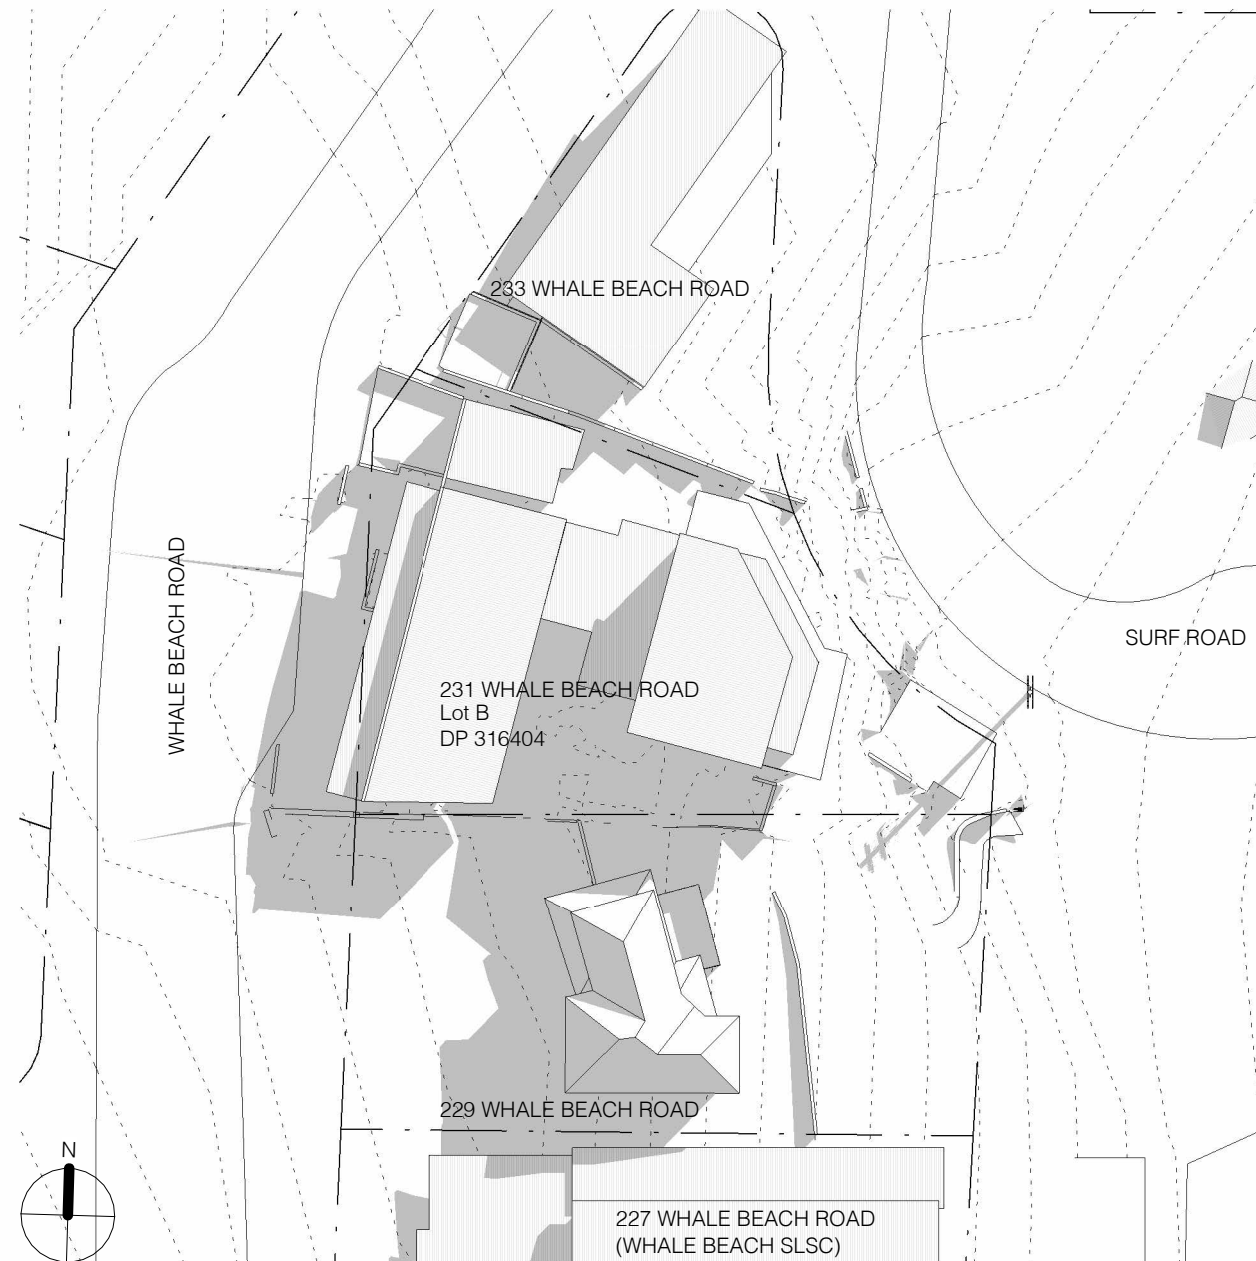 233 WHALE BEACH ROAD
WHALE BEACH ROAD
SURF ROAD
231 WHALE BEACH ROAD
Lot B
DP 316404
229 WHALE BEACH ROAD
N
227 WHALE BEACH ROAD
(WHALE BEACH SLSC)